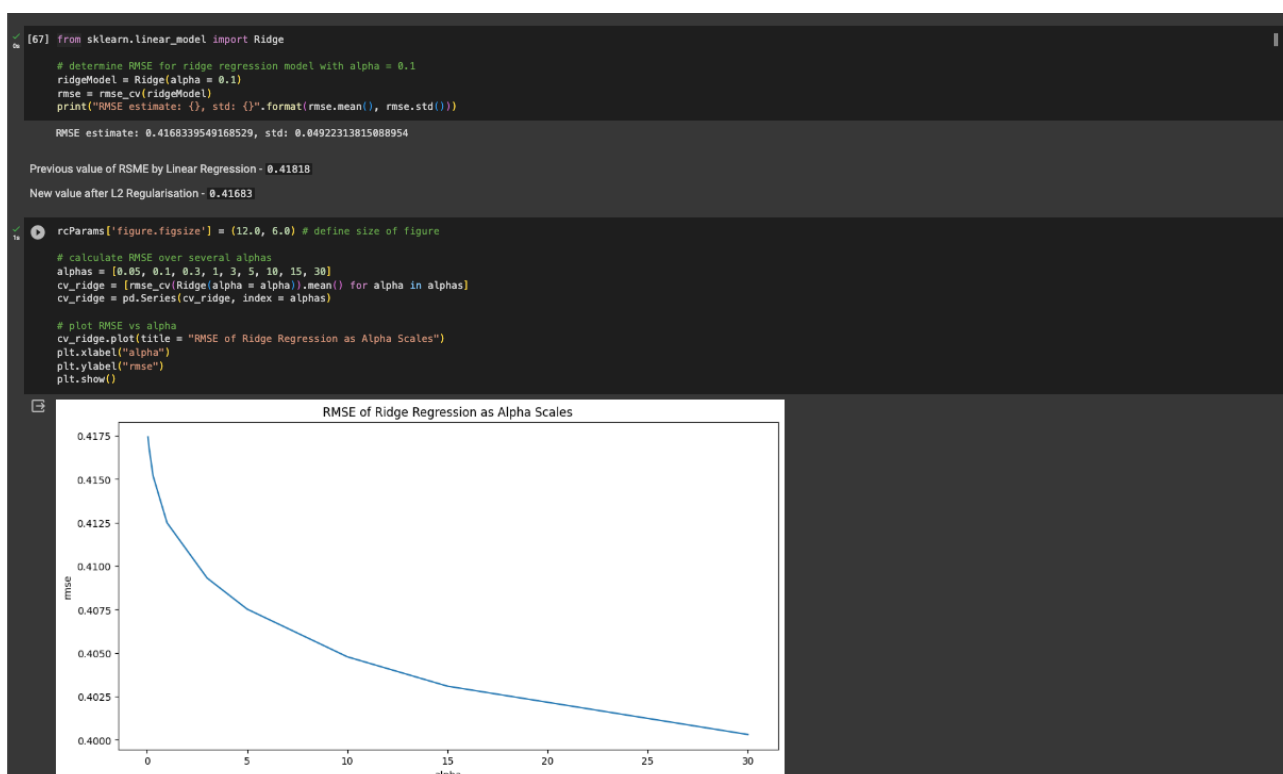 [67] from sklearn.linear_model import Ridge
# determine RMSE for ridge regression model with alpha = 0.1
ridgeModel = Ridge(alpha = 0.1)
rmse = rmse_cv(ridgeModel)
print("RMSE estimate: {}, std: {}".format(rmse.mean(), rmse.std()))
0s
RMSE estimate: 0.4168339549168529, std: 0.04922313815088954
Previous value of RSME by Linear Regression - 0.41818
New value after L2 Regularisation - 0.41683
1s
rcParams['figure.figsize'] = (12.0, 6.0) # define size of figure
# calculate RMSE over several alphas
alphas = [0.05, 0.1, 0.3, 1, 3, 5, 10, 15, 30]
cv_ridge = [rmse_cv(Ridge(alpha = alpha)).mean() for alpha in alphas]
cv_ridge = pd.Series(cv_ridge, index = alphas)
# plot RMSE vs alpha
cv_ridge.plot(title = "RMSE of Ridge Regression as Alpha Scales")
plt.xlabel("alpha")
plt.ylabel("rmse")
plt.show()
RMSE of Ridge Regression as Alpha Scales
0.4175
0.4150
0.4125
0.4100
0.4075
0.4050
0.4025
0.4000
rmse
0 5 10 15 20 25 30
alpha